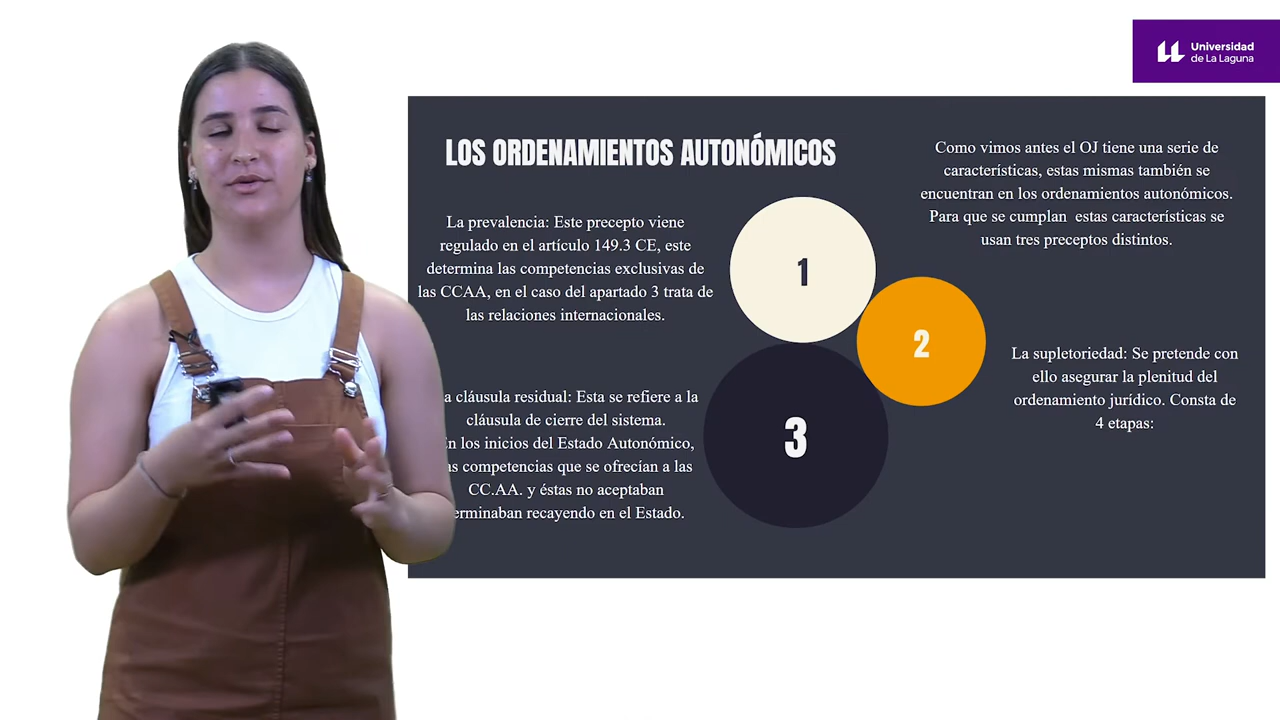 Universidad
de La Laguna
LOS ORDENAMIENTOS AUTONÓMICOS
Como vimos antes el OJ tiene una serie de
características, estas mismas también se
encuentran en los ordenamientos autonómicos.
Para que se cumplan estas características se
usan tres preceptos distintos.
La prevalencia: Este precepto viene
regulado en el artículo 149.3 CE, este
determina las competencias exclusivas de
las CCAA, en el caso del apartado 3 trata de
las relaciones internacionales.
1
2
La supletoriedad: Se pretende con
ello asegurar la plenitud del
ordenamiento jurídico. Consta de
4 etapas:
a cláusula residual: Esta se refiere a la
cláusula de cierre del sistema.
n los inicios del Estado Autonómico,
as competencias que se ofrecían a las
CC.AA. y éstas no aceptaban
erminaban recayendo en el Estado.
3